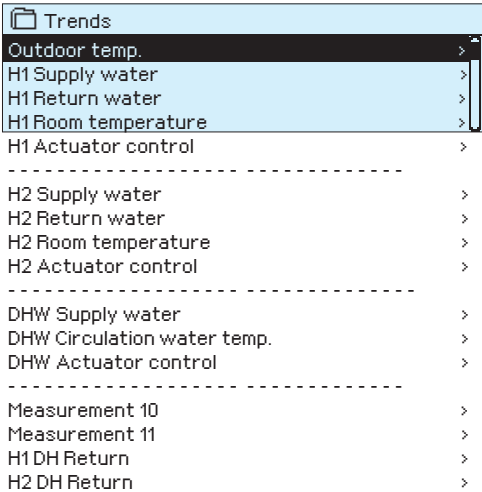 Trends
Outdoor temp. >
H1 Supply water >
H1 Return water >
H1 Room temperature >
H1 Actuator control >
- - - - - - - - - - - - - - - - - - - - - - - - - - - - - - - -
H2 Supply water >
H2 Return water >
H2 Room temperature >
H2 Actuator control >
- - - - - - - - - - - - - - - - - - - - - - - - - - - - - - - - -
DHW Supply water >
DHW Circulation water temp. >
DHW Actuator control >
- - - - - - - - - - - - - - - - - - - - - - - - - - - - - - - -
Measurement 10 >
Measurement 11 >
H1 DH Return >
H2 DH Return >